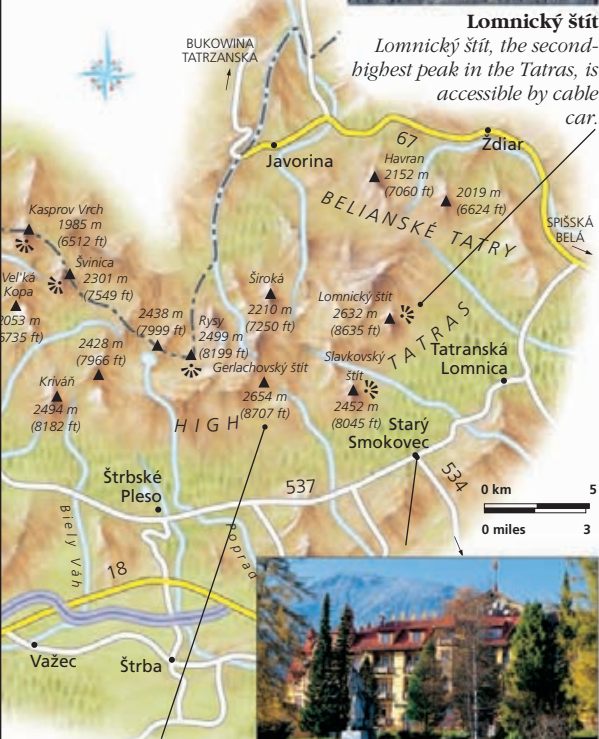 Lomnický štít
Lomnický štít, the second-
highest peak in the Tatras, is
accessible by cable
car.
BUKOWINA
TATRZAŃSKA
67
Javorina
Ždiar
Havran
2152 m
(7060 ft)
2019 m
(6624 ft)
BELIANSKÉ TATRY
SPIŠSKÁ
BELÁ
Kasprov Vrch
1985 m
(6512 ft)
Švinica
2301 m
(7549 ft)
Veľká
Kopa
2053 m
6735 ft)
2438 m
(7999 ft)
2428 m
(7966 ft)
Rysy
2499 m
(8199 ft)
Široká
2210 m
(7250 ft)
Lomnický štít
2632 m
(8635 ft)
Gerlachovský štít
2654 m
(8707 ft)
Slavkovský
štít
2452 m
(8045 ft)
Kriváň
2494 m
(8182 ft)
HIGH TATRAS
Tatranská
Lomnica
Starý
Smokovec
Štrbské
Pleso
537
534
0 km 5
0 miles 3
Biely Váh
Poprad
18
Važec
Štrba